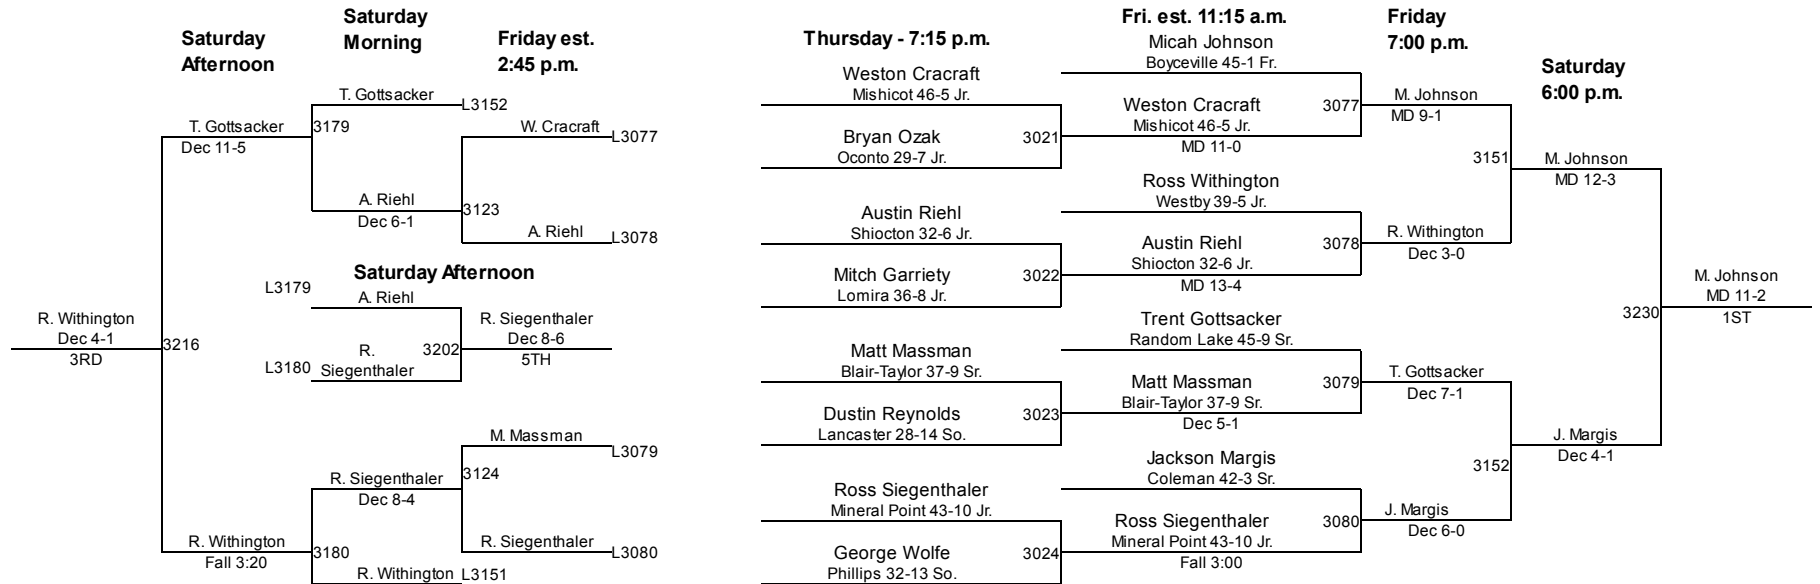 Saturday
Afternoon
Saturday
Morning
Friday est.
2:45 p.m.
T. Gottsacker
L3152
T. Gottsacker
3179
Dec 11-5
W. Cracraft
L3077
A. Riehl
3123
Dec 6-1
A. Riehl
L3078
Saturday Afternoon
L3179
A. Riehl
R. Withington
Dec 4-1
3RD
3216
R. Siegenthaler
Dec 8-6
5TH
3202
L3180
R.
Siegenthaler
M. Massman
L3079
R. Siegenthaler
3124
Dec 8-4
R. Siegenthaler
L3080
R. Withington
3180
Fall 3:20
R. Withington
L3151
Thursday - 7:15 p.m.
Weston Cracraft
Mishicot 46-5 Jr.
Bryan Ozak
3021
Oconto 29-7 Jr.
Austin Riehl
Shiocton 32-6 Jr.
Mitch Garriety
3022
Lomira 36-8 Jr.
Matt Massman
Blair-Taylor 37-9 Sr.
Dustin Reynolds
3023
Lancaster 28-14 So.
Ross Siegenthaler
Mineral Point 43-10 Jr.
George Wolfe
3024
Phillips 32-13 So.
Fri. est. 11:15 a.m.
Micah Johnson
Boyceville 45-1 Fr.
Weston Cracraft
3077
Mishicot 46-5 Jr.
MD 11-0
Ross Withington
Westby 39-5 Jr.
Austin Riehl
3078
Shiocton 32-6 Jr.
MD 13-4
Trent Gottsacker
Random Lake 45-9 Sr.
Matt Massman
3079
Blair-Taylor 37-9 Sr.
Dec 5-1
Jackson Margis
Coleman 42-3 Sr.
Ross Siegenthaler
3080
Mineral Point 43-10 Jr.
Fall 3:00
Friday
7:00 p.m.
M. Johnson
MD 9-1
3151
R. Withington
Dec 3-0
T. Gottsacker
Dec 7-1
3152
J. Margis
Dec 6-0
Saturday
6:00 p.m.
M. Johnson
MD 12-3
3230
J. Margis
Dec 4-1
M. Johnson
MD 11-2
1ST